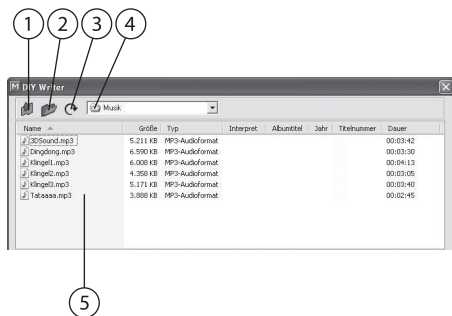 1 2 3 4
DIY Writer
Musik
Name Größe Typ Interpret Albumtitel Jahr Titelnummer Dauer
3DSound.mp3 5.211 KB MP3-Audioformat 00:03:42
Dingdong.mp3 6.590 KB MP3-Audioformat 00:03:30
Klingel1.mp3 6.008 KB MP3-Audioformat 00:04:13
Klingel2.mp3 4.358 KB MP3-Audioformat 00:03:05
Klingel3.mp3 5.171 KB MP3-Audioformat 00:03:40
Tataaaa.mp3 3.888 KB MP3-Audioformat 00:02:45
5